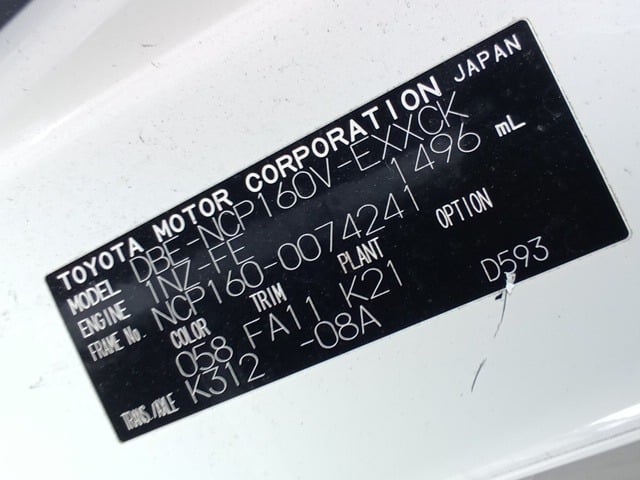 TOYOTA MOTOR CORPORATION JAPAN
MODEL DBE-NCP160V-EXXCK
ENGINE 1NZ-FE 1496 mL
FRAME No. NCP160-0074241
COLOR TRIM PLANT OPTION
058 FA11 K21 D593
TRANS./AXLE K312 -08A